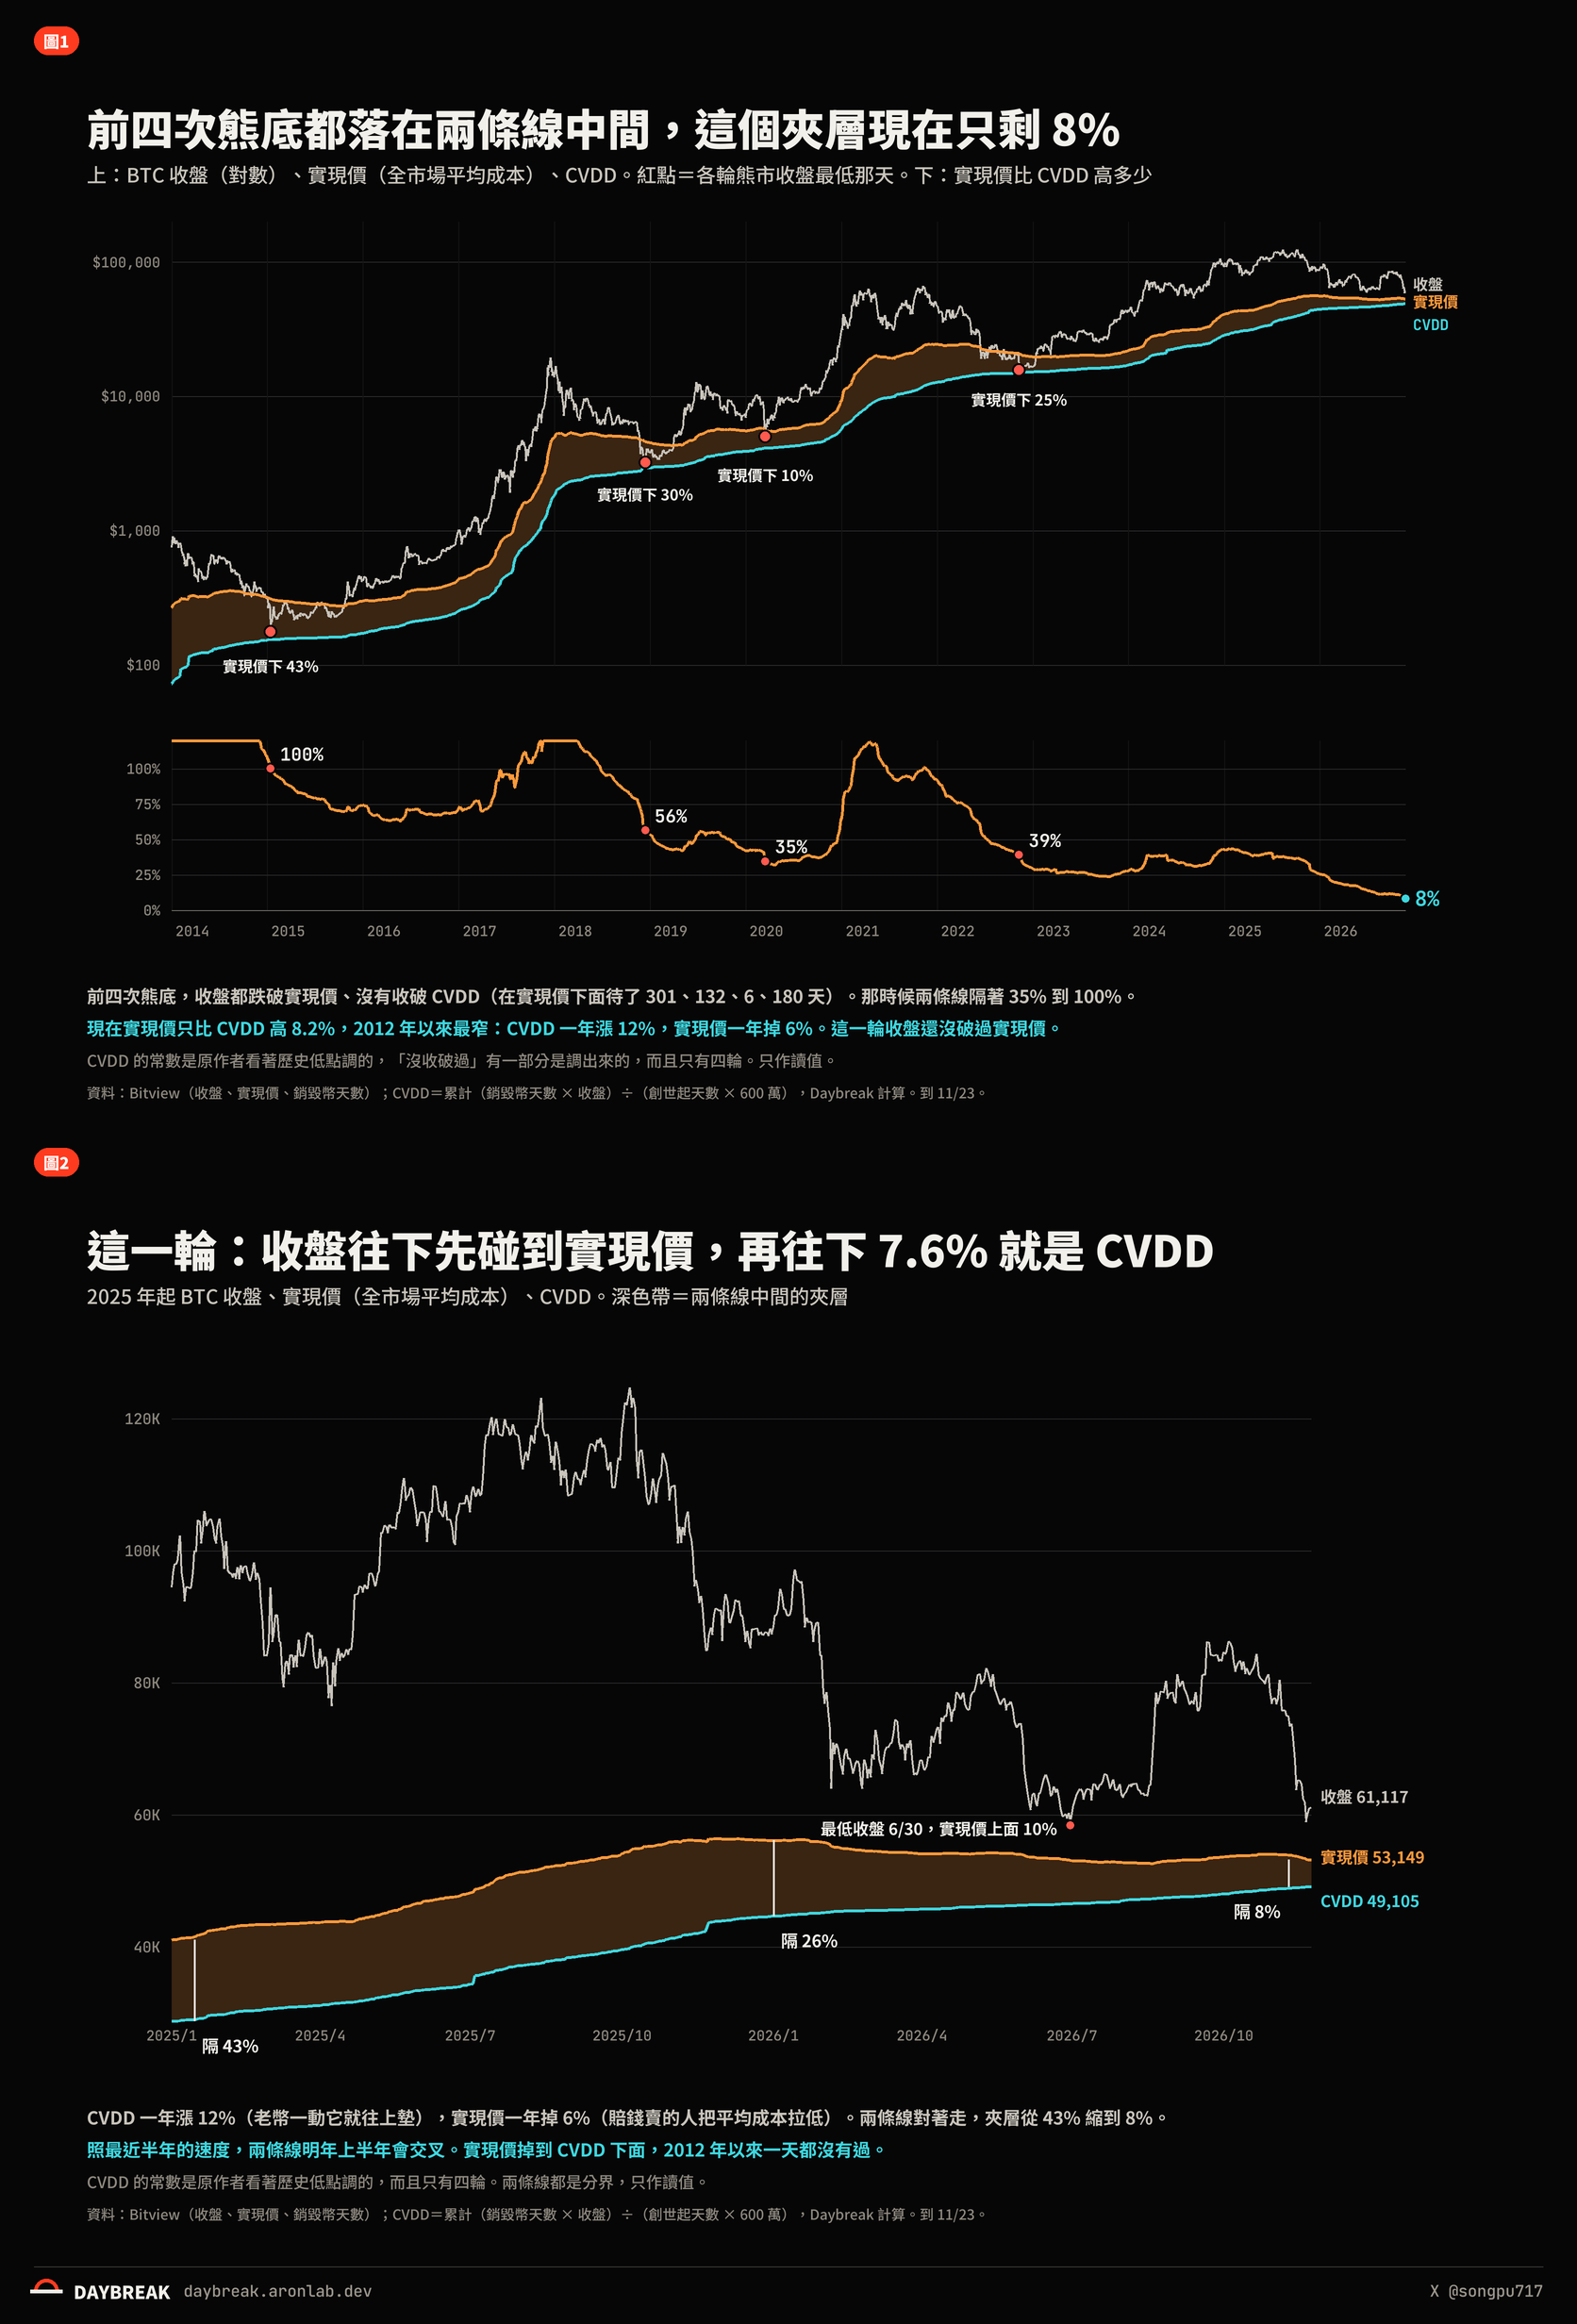 圖1
前四次熊底都落在兩條線中間，這個夾層現在只剩 8%
上：BTC 收盤（對數）、實現價（全市場平均成本）、CVDD。紅點＝各輪熊市收盤最低那天。下：實現價比 CVDD 高多少
$100,000
$10,000
$1,000
$100
收盤
實現價
CVDD
實現價下 43%
實現價下 30%
實現價下 10%
實現價下 25%
100%
75%
50%
25%
0%
100%
56%
35%
39%
8%
2014 2015 2016 2017 2018 2019 2020 2021 2022 2023 2024 2025 2026
前四次熊底，收盤都跌破實現價、沒有收破 CVDD（在實現價下面待了 301、132、6、180 天）。那時候兩條線隔著 35% 到 100%。
現在實現價只比 CVDD 高 8.2%，2012 年以來最窄：CVDD 一年漲 12%，實現價一年掉 6%。這一輪收盤還沒破過實現價。
CVDD 的常數是原作者看著歷史低點調的，「沒收破過」有一部分是調出來的，而且只有四輪。只作讀值。
資料：Bitview（收盤、實現價、銷毀幣天數）；CVDD＝累計（銷毀幣天數 × 收盤）÷（創世起天數 × 600 萬），Daybreak 計算。到 11/23。
圖2
這一輪：收盤往下先碰到實現價，再往下 7.6% 就是 CVDD
2025 年起 BTC 收盤、實現價（全市場平均成本）、CVDD。深色帶＝兩條線中間的夾層
120K
100K
80K
60K
40K
收盤 61,117
最低收盤 6/30，實現價上面 10%
實現價 53,149
CVDD 49,105
隔 8%
隔 26%
隔 43%
2025/1 2025/4 2025/7 2025/10 2026/1 2026/4 2026/7 2026/10
CVDD 一年漲 12%（老幣一動它就往上墊），實現價一年掉 6%（賠錢賣的人把平均成本拉低）。兩條線對著走，夾層從 43% 縮到 8%。
照最近半年的速度，兩條線明年上半年會交叉。實現價掉到 CVDD 下面，2012 年以來一天都沒有過。
CVDD 的常數是原作者看著歷史低點調的，而且只有四輪。兩條線都是分界，只作讀值。
資料：Bitview（收盤、實現價、銷毀幣天數）；CVDD＝累計（銷毀幣天數 × 收盤）÷（創世起天數 × 600 萬），Daybreak 計算。到 11/23。
DAYBREAK daybreak.aronlab.dev
X @songpu717